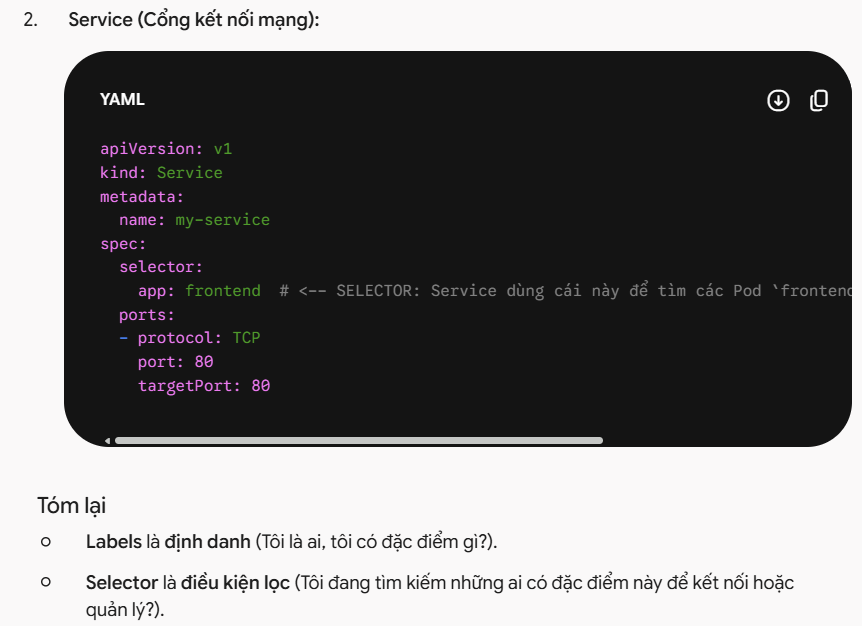 2. Service (Cổng kết nối mạng):
YAML
apiVersion: v1
kind: Service
metadata:
  name: my-service
spec:
  selector:
    app: frontend  # <-- SELECTOR: Service dùng cái này để tìm các Pod `frontend
  ports:
  - protocol: TCP
    port: 80
    targetPort: 80
Tóm lại
Labels là định danh (Tôi là ai, tôi có đặc điểm gì?).
Selector là điều kiện lọc (Tôi đang tìm kiếm những ai có đặc điểm này để kết nối hoặc
quản lý?).